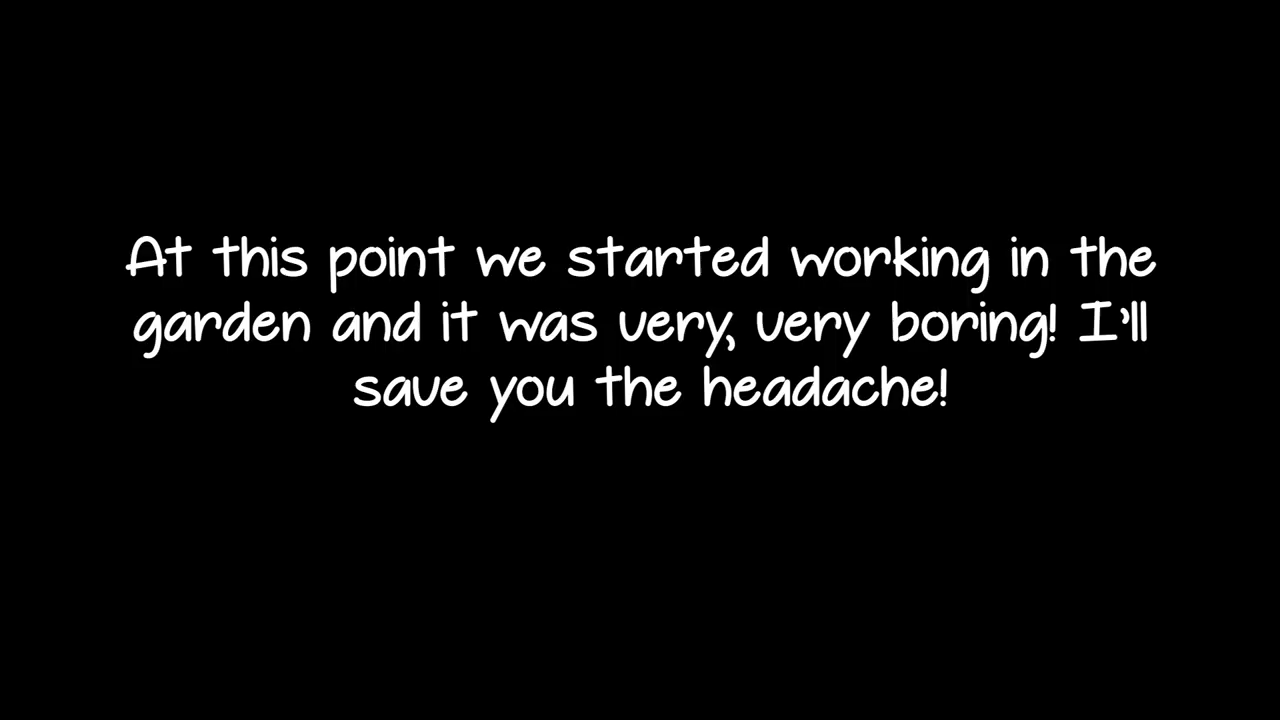 At this point we started working in the
garden and it was very, very boring! I'll
save you the headache!